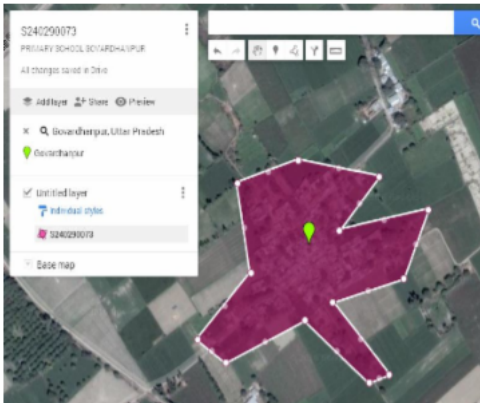 S240290073
PRIMARY SCHOOL GOVARDHANPUR
All changes saved in Drive
Add layer Share Preview
Govardhanpur, Uttar Pradesh
Govardhanpur
Untitled layer
Individual styles
S240290073
Base map